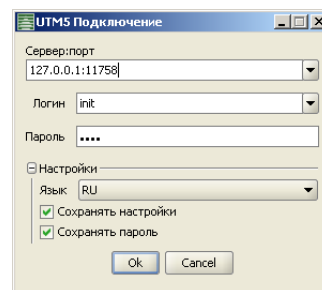 UTM5 Подключение
Сервер:порт
127.0.0.1:11758
Логин init
Пароль ••••
Настройки
Язык RU
Сохранять настройки
Сохранять пароль
Ok Cancel